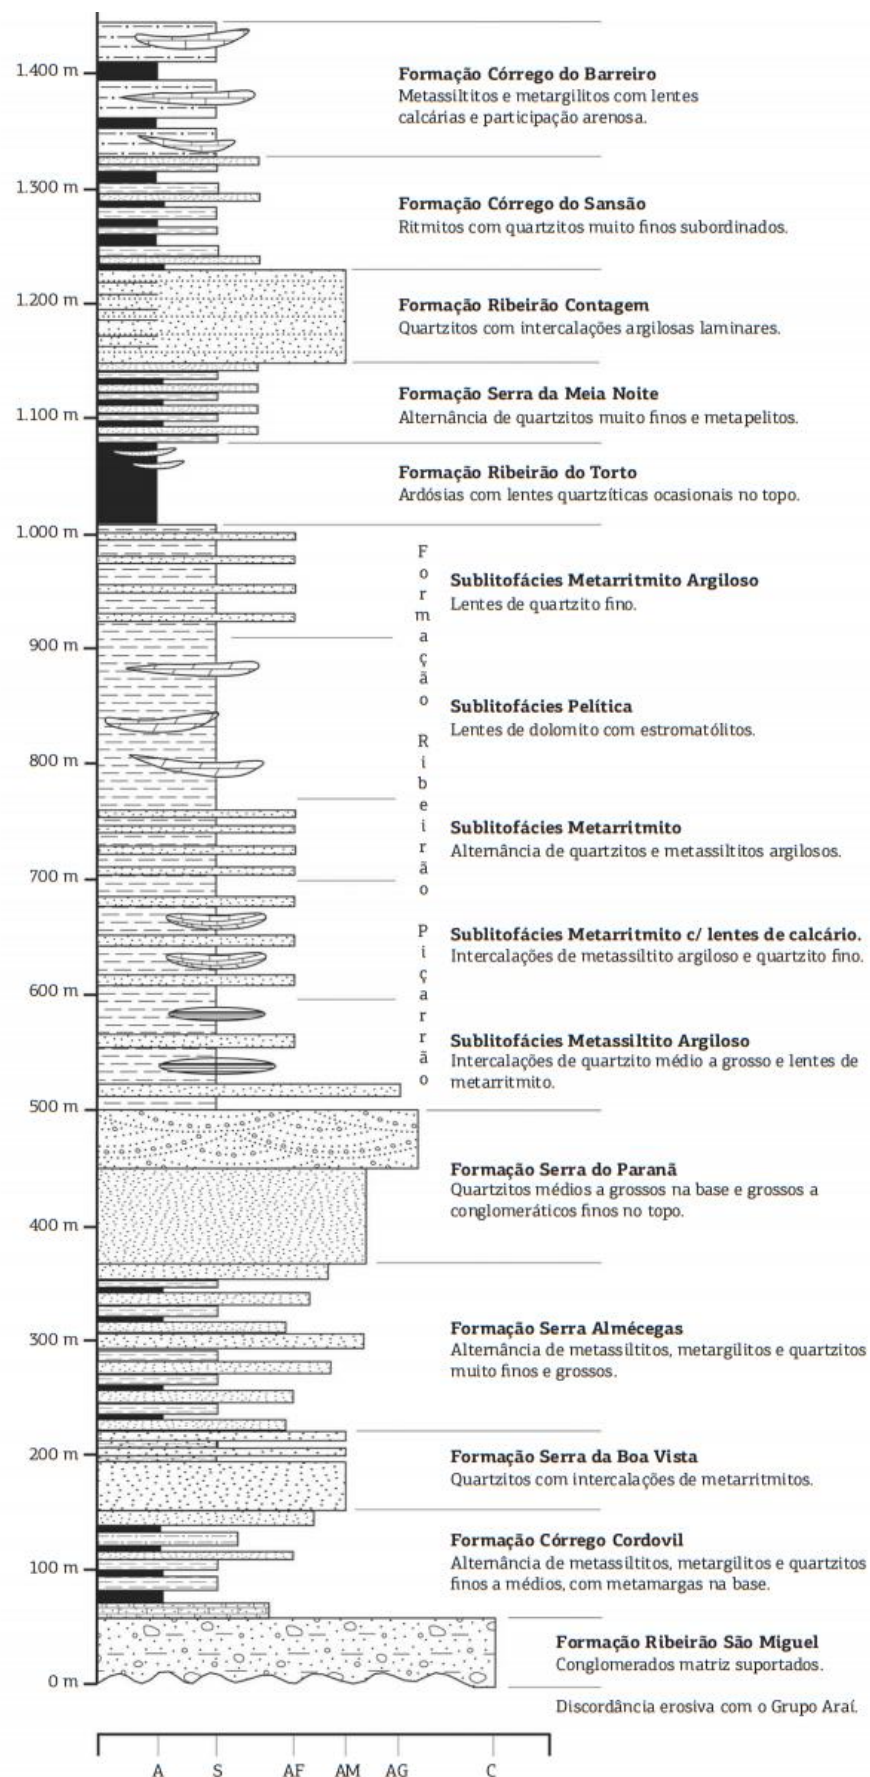 1.400 m
Formação Córrego do Barreiro
Metassiltitos e metargilitos com lentes
calcárias e participação arenosa.
1.300 m
Formação Córrego do Sansão
Ritmitos com quartzitos muito finos subordinados.
1.200 m
Formação Ribeirão Contagem
Quartzitos com intercalações argilosas laminares.
Formação Serra da Meia Noite
1.100 m
Alternância de quartzitos muito finos e metapelitos.
Formação Ribeirão do Torto
Ardósias com lentes quartzíticas ocasionais no topo.
1.000 m
Formação Ribeirão Piçarrão
Sublitofácies Metarritmito Argiloso
Lentes de quartzito fino.
900 m
Sublitofácies Pelítica
Lentes de dolomito com estromatólitos.
800 m
Sublitofácies Metarritmito
Alternância de quartzitos e metassiltitos argilosos.
700 m
Sublitofácies Metarritmito c/ lentes de calcário.
Intercalações de metassiltito argiloso e quartzito fino.
600 m
Sublitofácies Metassiltito Argiloso
Intercalações de quartzito médio a grosso e lentes de
metarritmito.
500 m
Formação Serra do Paranã
Quartzitos médios a grossos na base e grossos a
conglomeráticos finos no topo.
400 m
Formação Serra Almécegas
300 m
Alternância de metassiltitos, metargilitos e quartzitos
muito finos e grossos.
200 m
Formação Serra da Boa Vista
Quartzitos com intercalações de metarritmitos.
Formação Córrego Cordovil
100 m
Alternância de metassiltitos, metargilitos e quartzitos
finos a médios, com metamargas na base.
Formação Ribeirão São Miguel
Conglomerados matriz suportados.
0 m
Discordância erosiva com o Grupo Araí.
A S AF AM AG C